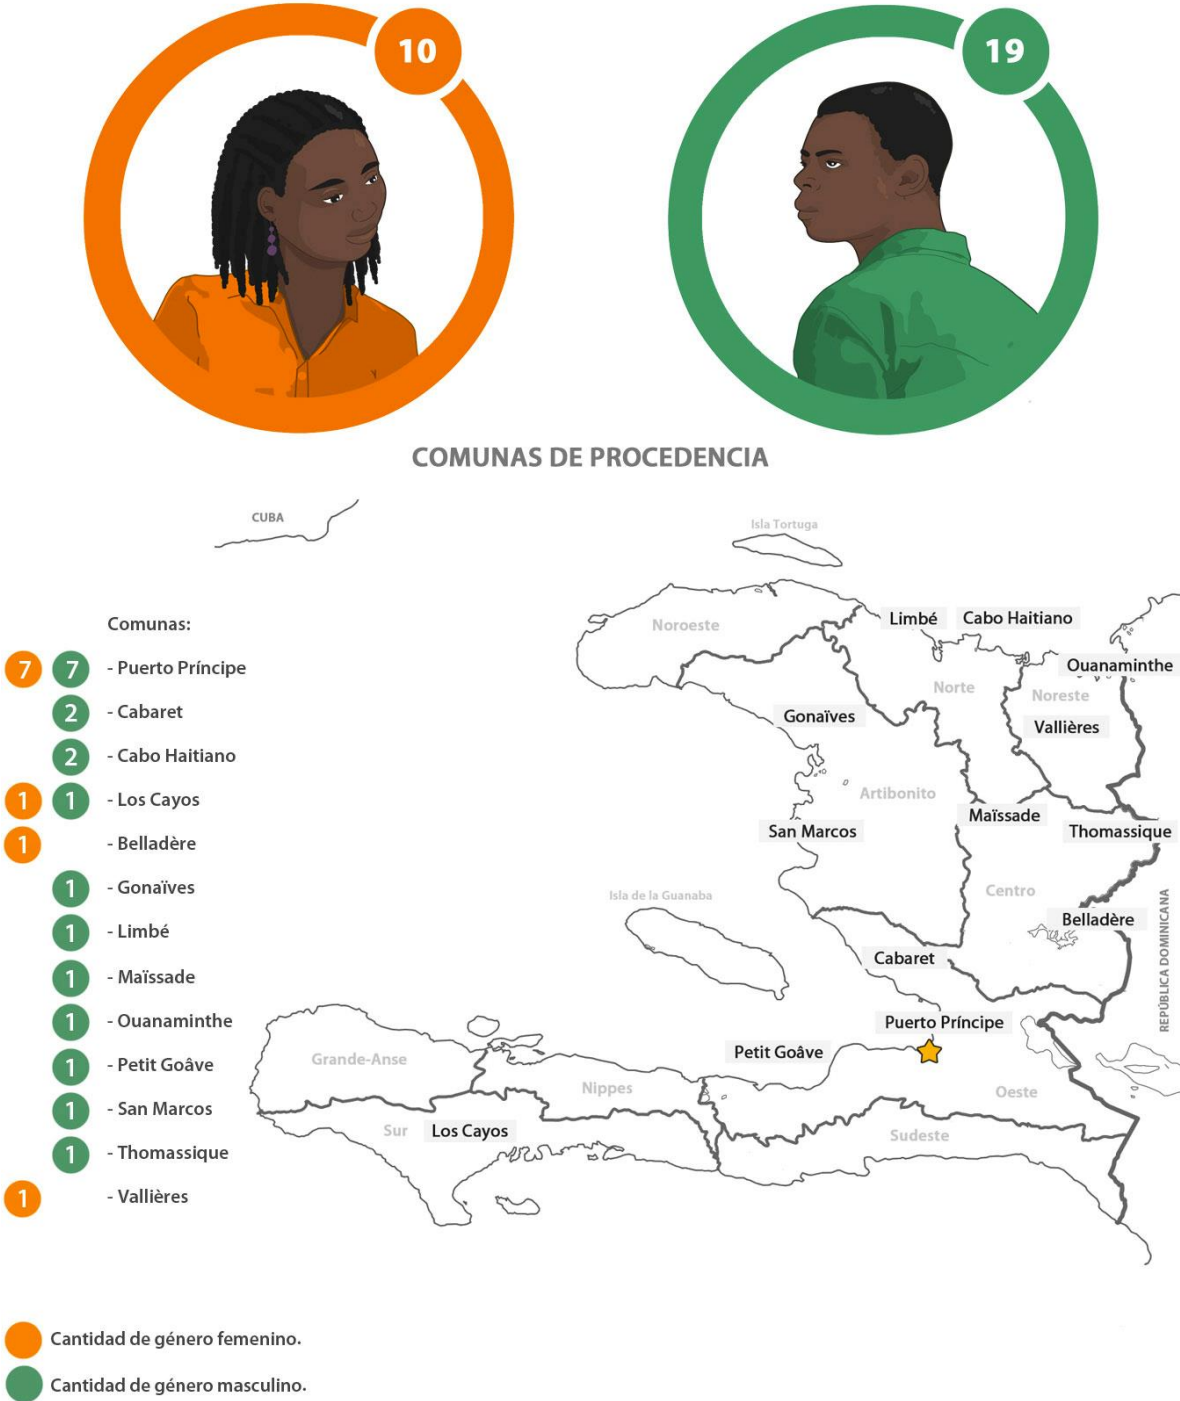 10
19
COMUNAS DE PROCEDENCIA
CUBA
Isla Tortuga
Comunas:
7 7 - Puerto Príncipe
2 - Cabaret
2 - Cabo Haitiano
1 1 - Los Cayos
1 - Belladère
1 - Gonaïves
1 - Limbé
1 - Maïssade
1 - Ouanaminthe
1 - Petit Goâve
1 - San Marcos
1 - Thomassique
1 - Vallières
Noroeste
Limbé
Cabo Haitiano
Ouanaminthe
Norte
Noreste
Gonaïves
Vallières
Artibonito
Maïssade
San Marcos
Thomassique
Centro
Isla de la Guanaba
Belladère
REPÚBLICA DOMINICANA
Cabaret
Puerto Príncipe
Petit Goâve
Grande-Anse
Nippes
Oeste
Sur
Los Cayos
Sudeste
Cantidad de género femenino.
Cantidad de género masculino.